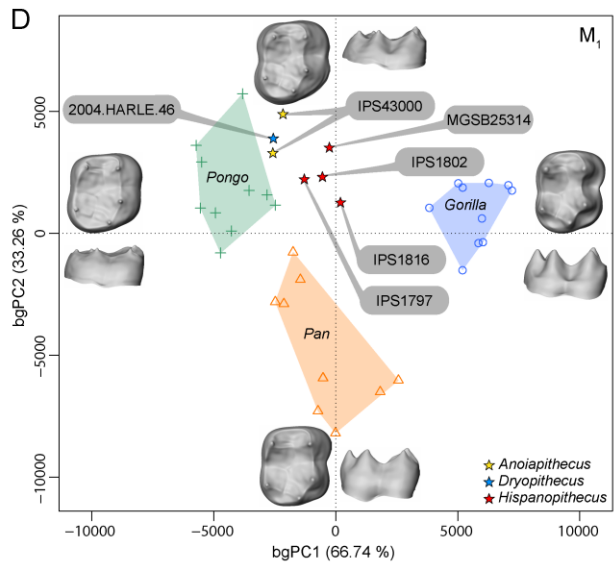 D
M1
2004.HARLE.46
IPS43000
MGSB25314
IPS1802
Pongo
Gorilla
IPS1816
IPS1797
Pan
Anoiapithecus
Dryopithecus
Hispanopithecus
bgPC2 (33.26 %)
5000
0
−5000
−10000
−10000
−5000
0
5000
10000
bgPC1 (66.74 %)